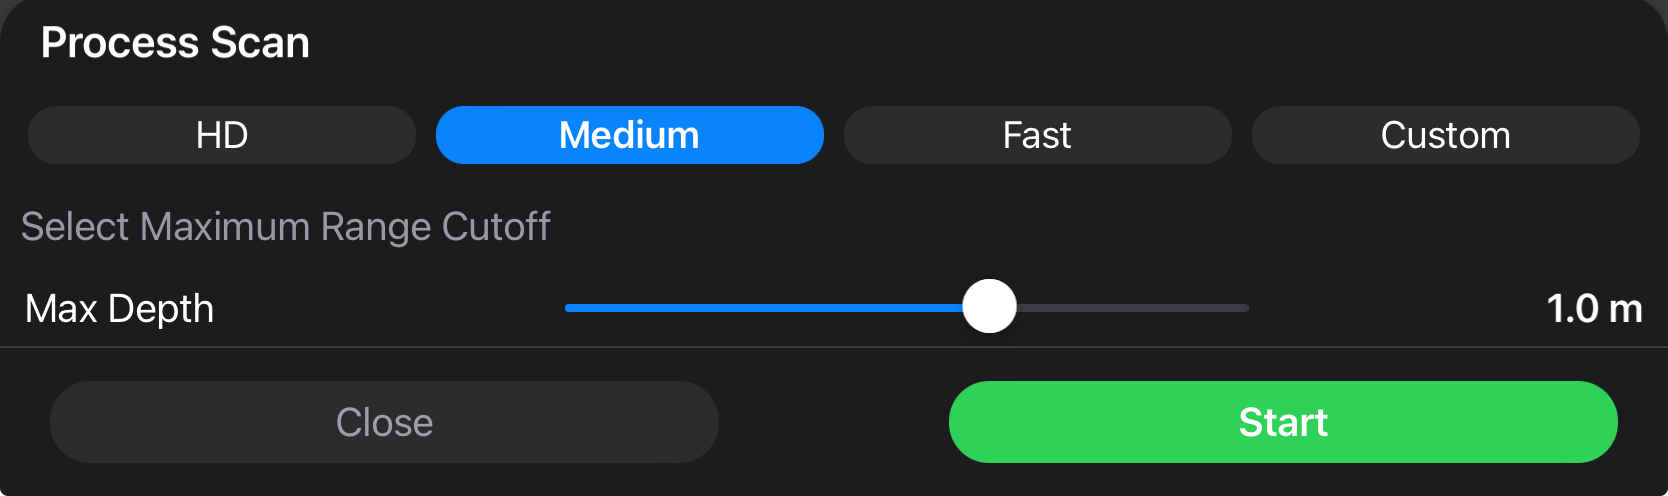 Process Scan
HD Medium Fast Custom
Select Maximum Range Cutoff
Max Depth 1.0 m
Close Start